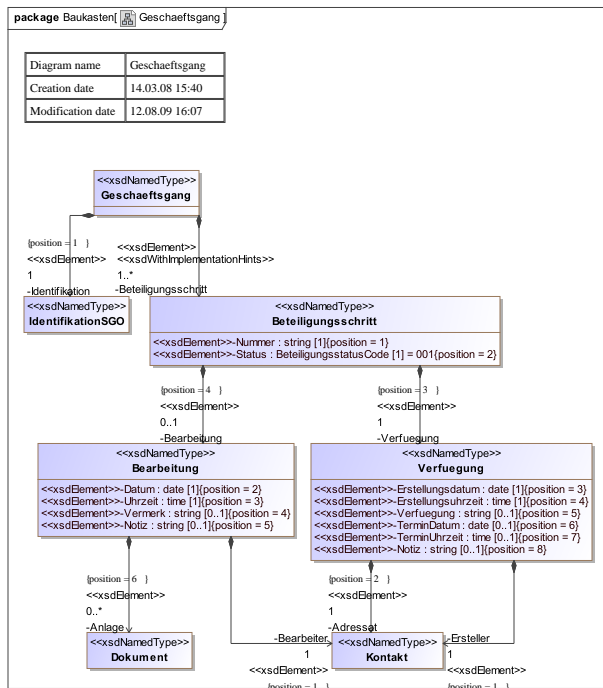 package Baukasten[ Geschaeftsgang ]
Diagram name Geschaeftsgang
Creation date 14.03.08 15:40
Modification date 12.08.09 16:07
<<xsdNamedType>>
Geschaeftsgang
{position = 1 }
<<xsdElement>>
1
-Identifikation
<<xsdElement>>
<<xsdWithImplementationHints>>
1..*
-Beteiligungsschritt
<<xsdNamedType>>
IdentifikationSGO
<<xsdNamedType>>
Beteiligungsschritt
<<xsdElement>>-Nummer : string [1]{position = 1}
<<xsdElement>>-Status : BeteiligungsstatusCode [1] = 001{position = 2}
{position = 4 }
<<xsdElement>>
0..1
-Bearbeitung
{position = 3 }
<<xsdElement>>
1
-Verfuegung
<<xsdNamedType>>
Bearbeitung
<<xsdElement>>-Datum : date [1]{position = 2}
<<xsdElement>>-Uhrzeit : time [1]{position = 3}
<<xsdElement>>-Vermerk : string [0..1]{position = 4}
<<xsdElement>>-Notiz : string [0..1]{position = 5}
<<xsdNamedType>>
Verfuegung
<<xsdElement>>-Erstellungsdatum : date [1]{position = 3}
<<xsdElement>>-Erstellungsuhrzeit : time [1]{position = 4}
<<xsdElement>>-Verfuegung : string [0..1]{position = 5}
<<xsdElement>>-TerminDatum : date [0..1]{position = 6}
<<xsdElement>>-TerminUhrzeit : time [0..1]{position = 7}
<<xsdElement>>-Notiz : string [0..1]{position = 8}
{position = 6 }
<<xsdElement>>
0..*
-Anlage
{position = 2 }
<<xsdElement>>
1
-Adressat
<<xsdNamedType>>
Dokument
-Bearbeiter
1
<<xsdElement>>
{position = 1 }
<<xsdNamedType>>
Kontakt
-Ersteller
1
<<xsdElement>>
{position = 1 }